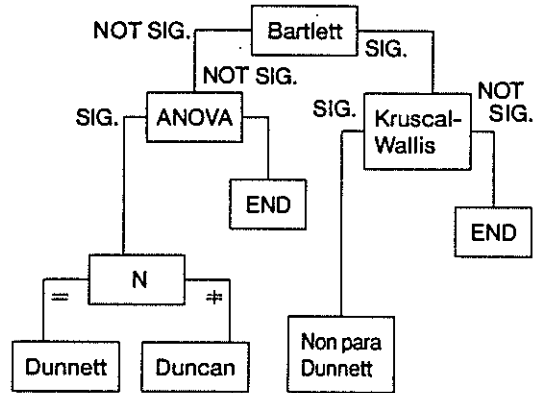 NOT SIG.
Bartlett
SIG.
NOT SIG.
SIG.
ANOVA
SIG.
Kruscal-
Wallis
NOT
SIG.
END
END
N
=
≠
Dunnett
Duncan
Non para
Dunnett